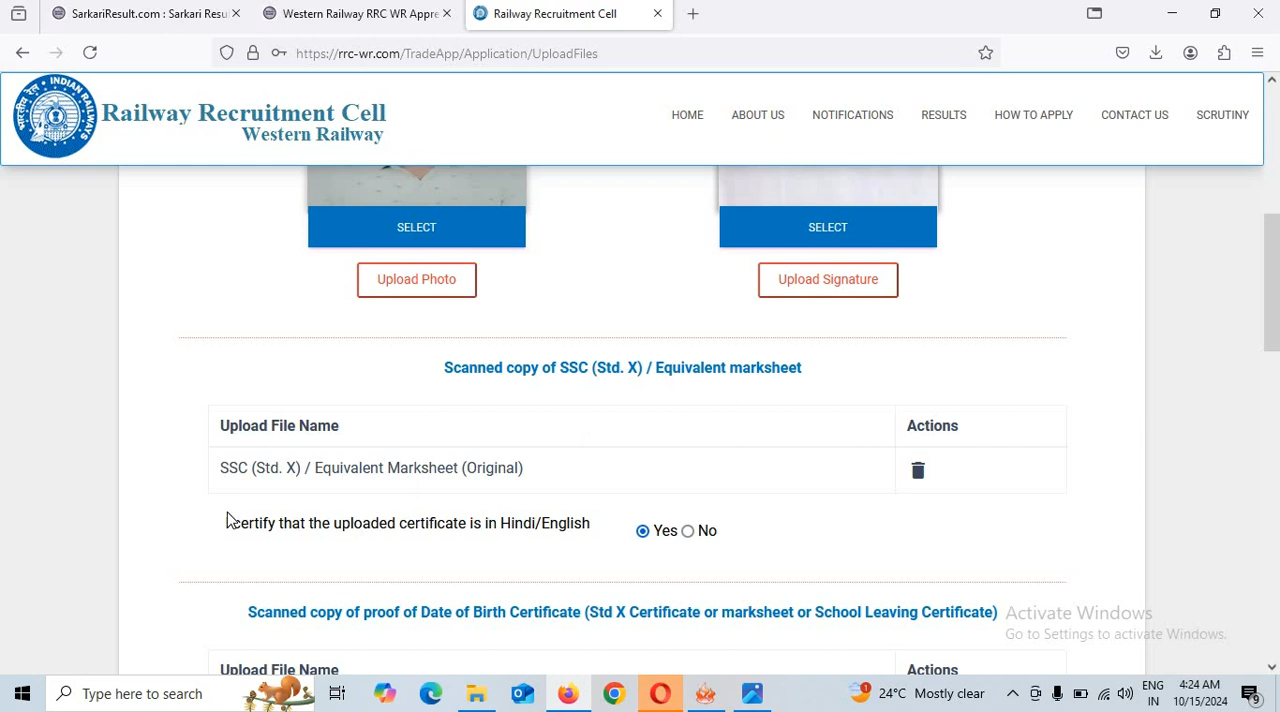 SarkariResult.com : Sarkari Resu
Western Railway RRC WR Appre
Railway Recruitment Cell
https://rrc-wr.com/TradeApp/Application/UploadFiles
INDIAN RAILWAYS
Railway Recruitment Cell
Western Railway
HOME
ABOUT US
NOTIFICATIONS
RESULTS
HOW TO APPLY
CONTACT US
SCRUTINY
SELECT
SELECT
Upload Photo
Upload Signature
Scanned copy of SSC (Std. X) / Equivalent marksheet
Upload File Name
Actions
SSC (Std. X) / Equivalent Marksheet (Original)
certify that the uploaded certificate is in Hindi/English
Yes
No
Scanned copy of proof of Date of Birth Certificate (Std X Certificate or marksheet or School Leaving Certificate)
Activate Windows
Go to Settings to activate Windows.
Upload File Name
Actions
Type here to search
24°C Mostly clear
ENG
IN
4:24 AM
10/15/2024
9